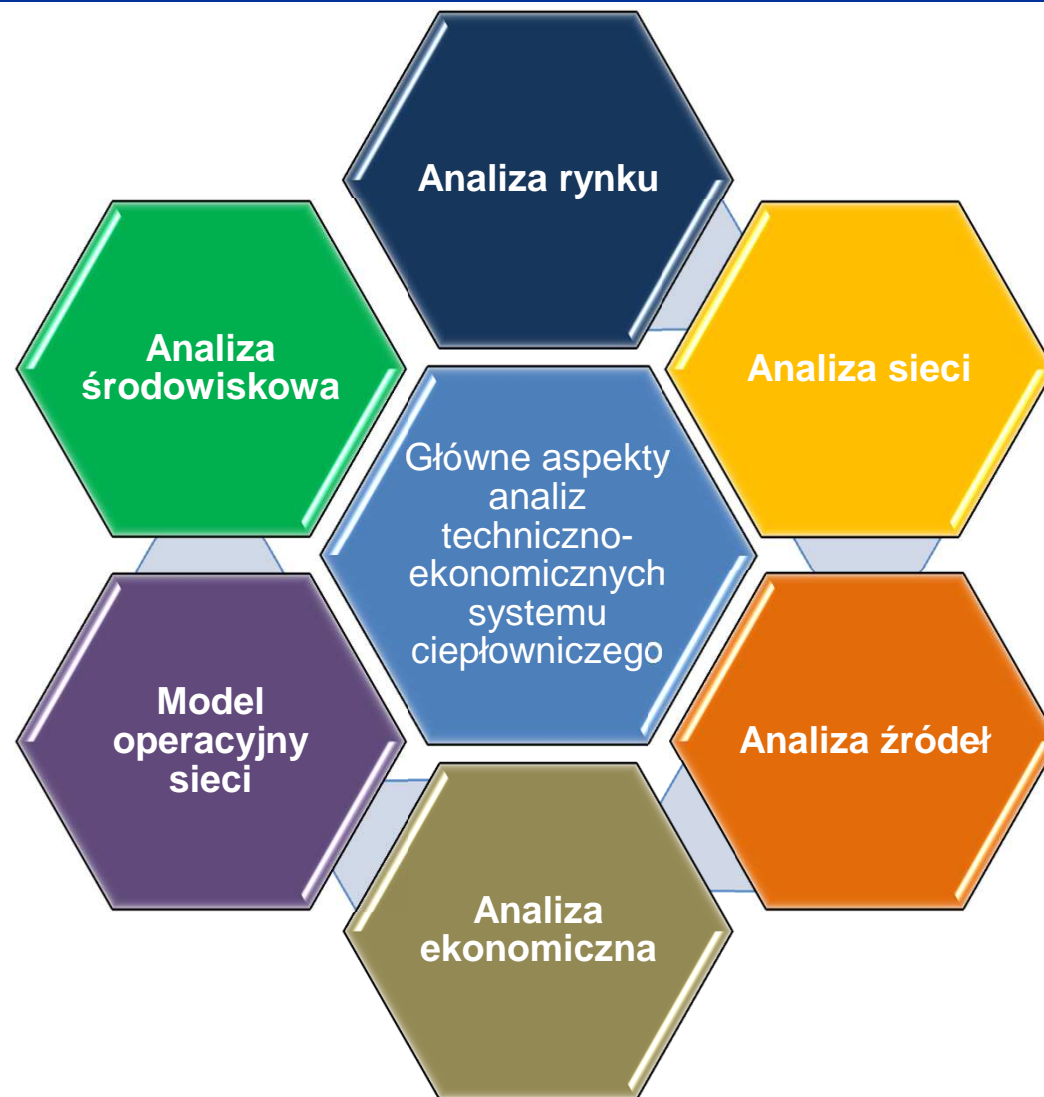 Analiza rynku
Analiza
środowiskowa
Analiza sieci
Główne aspekty
analiz
techniczno-
ekonomicznych
systemu
ciepłowniczego
Model
operacyjny
sieci
Analiza źródeł
Analiza
ekonomiczna